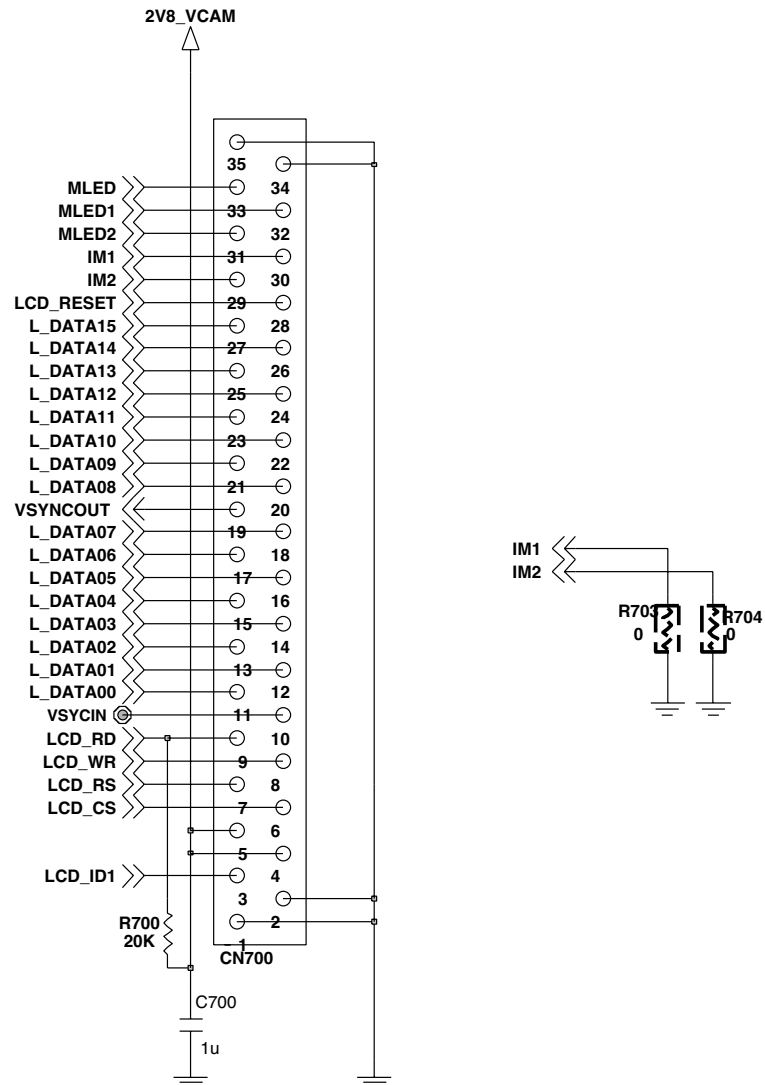 2V8_VCAM
35
MLED 34
MLED1 33
MLED2 32
IM1 31
IM2 30
LCD_RESET 29
L_DATA15 28
L_DATA14 27
L_DATA13 26
L_DATA12 25
L_DATA11 24
L_DATA10 23
L_DATA09 22
L_DATA08 21
VSYNCOUT 20
L_DATA07 19
L_DATA06 18
L_DATA05 17
L_DATA04 16
L_DATA03 15
L_DATA02 14
L_DATA01 13
L_DATA00 12
VSYCIN 11
LCD_RD 10
LCD_WR 9
LCD_RS 8
LCD_CS 7
6
5
LCD_ID1 4
3
2
1
CN700
R700
20K
C700
1u
IM1
IM2
R703
0
R704
0